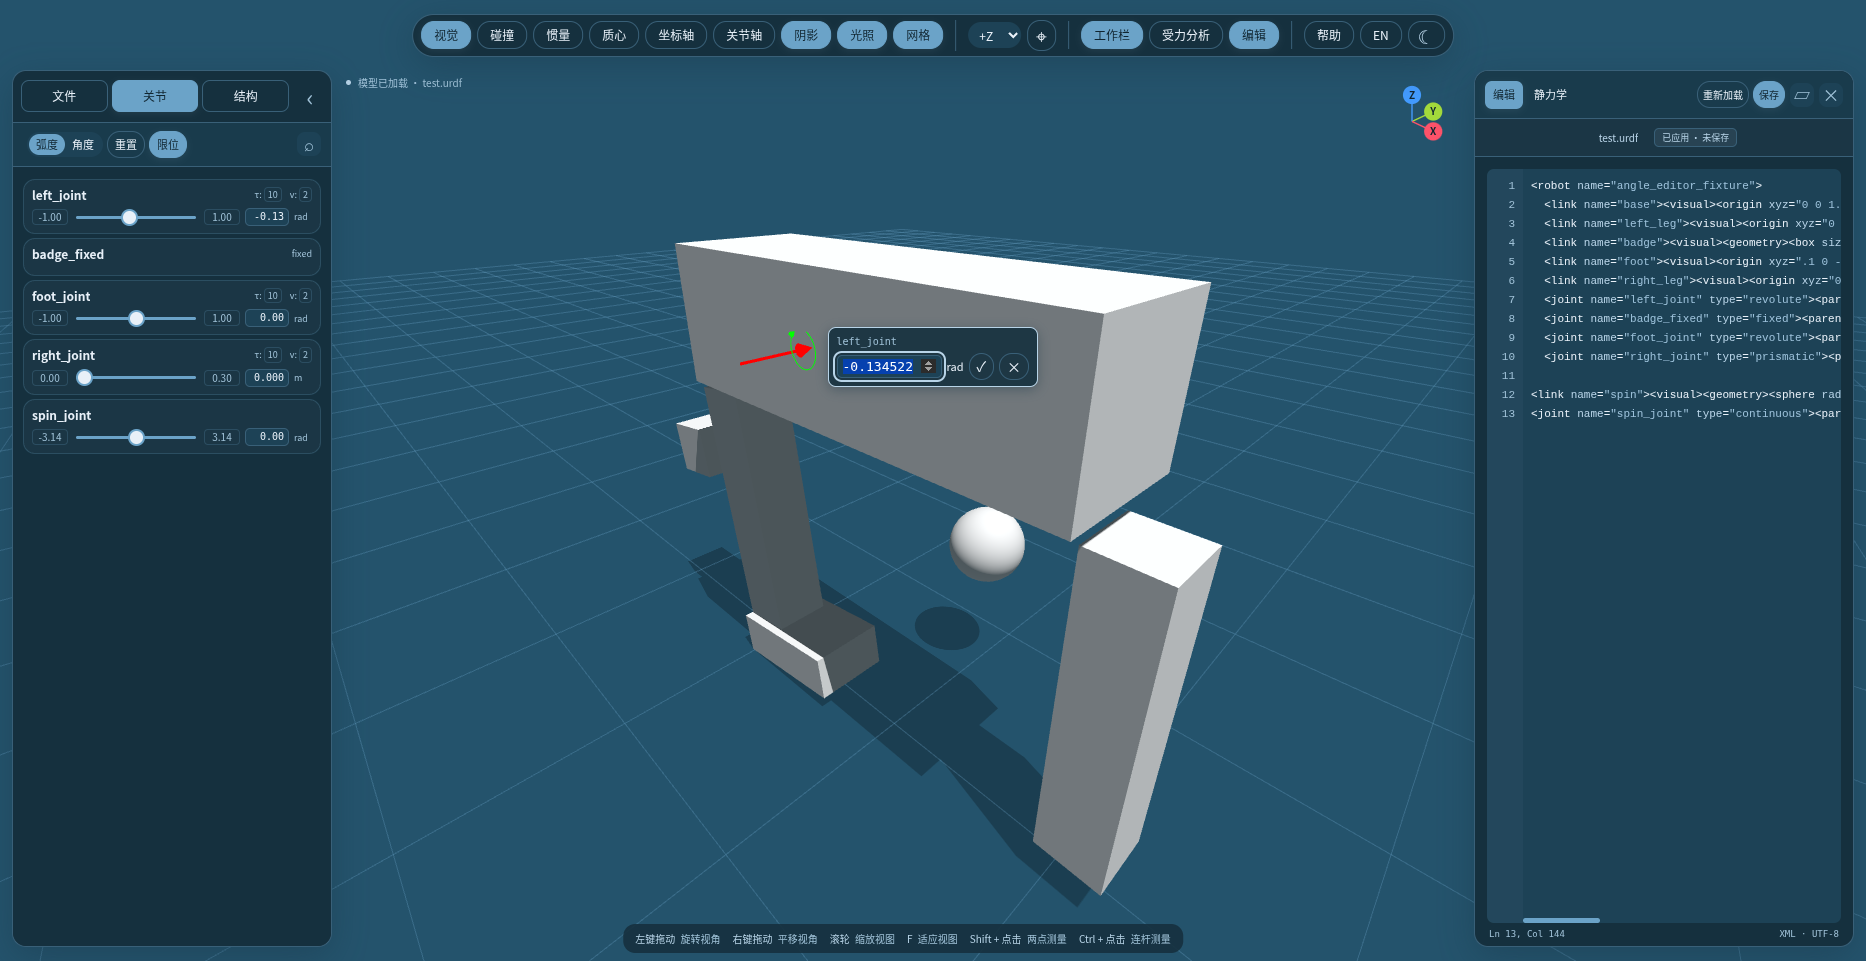 视觉 碰撞 惯量 质心 坐标轴 关节轴 阴影 光照 网格 +Z 工作栏 受力分析 编辑 帮助 EN
文件 关节 结构
弧度 角度 重置 限位
left_joint τ: 10 v: 2
-1.00 1.00 -0.13 rad
badge_fixed fixed
foot_joint τ: 10 v: 2
-1.00 1.00 0.00 rad
right_joint τ: 10 v: 2
0.00 0.30 0.000 m
spin_joint
-3.14 3.14 0.00 rad
模型已加载 · test.urdf
Z
Y
X
left_joint
-0.134522 rad ✓ ×
左键拖动 旋转视角 右键拖动 平移视角 滚轮 缩放视图 F 适应视图 Shift + 点击 两点测量 Ctrl + 点击 连杆测量
编辑 静力学 重新加载 保存
test.urdf 已应用 · 未保存
1 <robot name="angle_editor_fixture">
2 <link name="base"><visual><origin xyz="0 0 1.
3 <link name="left_leg"><visual><origin xyz="0
4 <link name="badge"><visual><geometry><box siz
5 <link name="foot"><visual><origin xyz=".1 0 -
6 <link name="right_leg"><visual><origin xyz="0
7 <joint name="left_joint" type="revolute"><par
8 <joint name="badge_fixed" type="fixed"><paren
9 <joint name="foot_joint" type="revolute"><par
10 <joint name="right_joint" type="prismatic"><p
11
12 <link name="spin"><visual><geometry><sphere rad
13 <joint name="spin_joint" type="continuous"><par
Ln 13, Col 144 XML · UTF-8